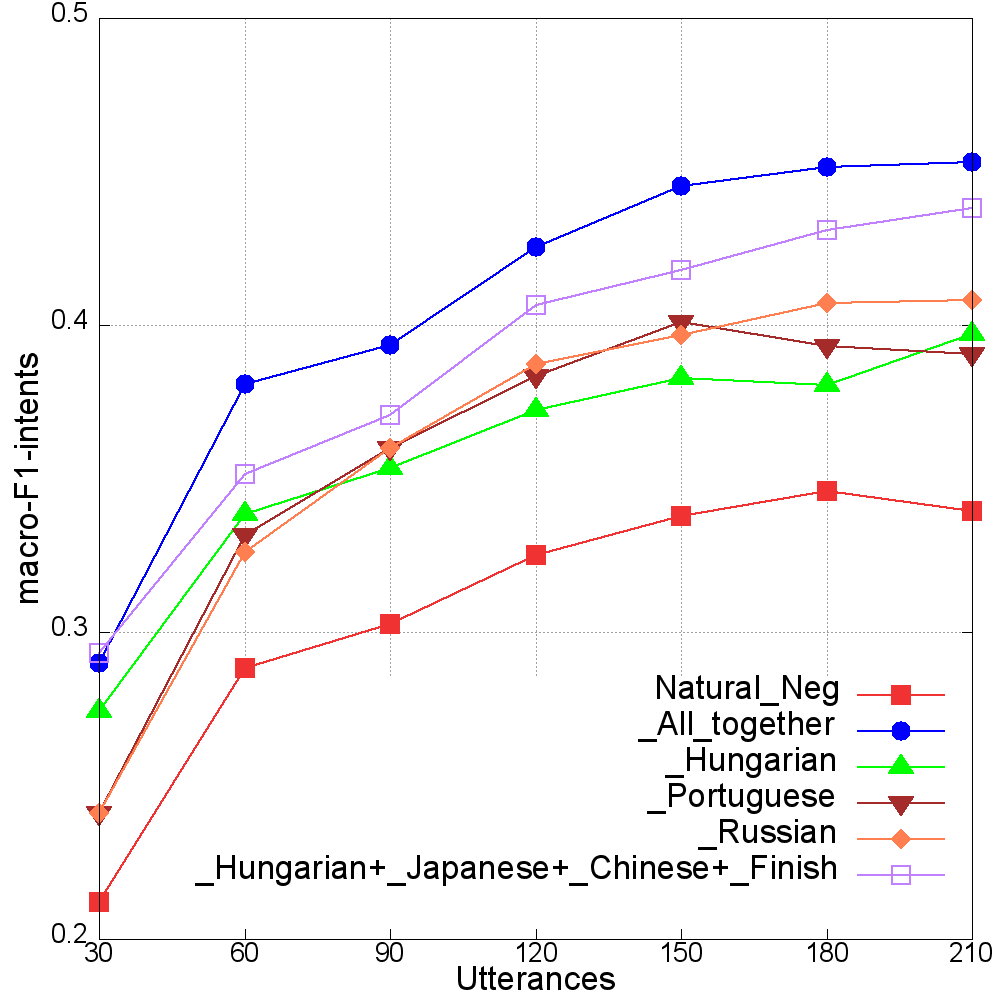 0.5
0.4
0.3
0.2
macro-F1-intents
30 60 90 120 150 180 210
Utterances
Natural_Neg
_All_together
_Hungarian
_Portuguese
_Russian
_Hungarian+_Japanese+_Chinese+_Finish